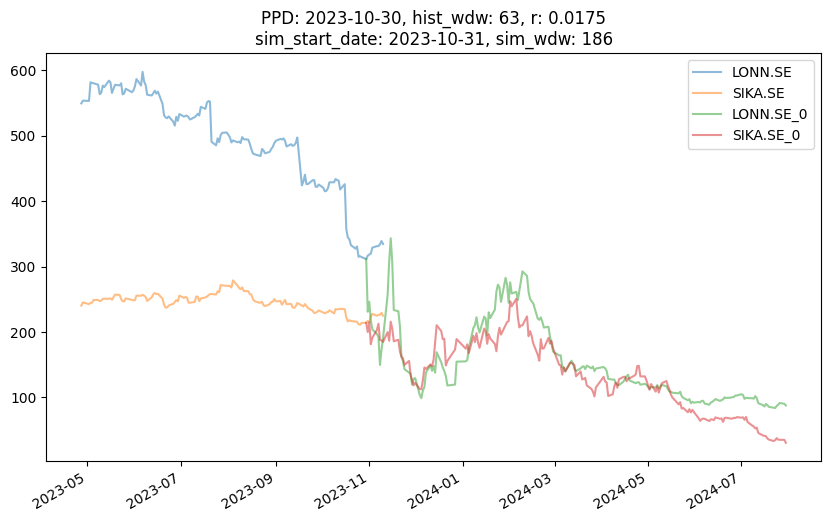 PPD: 2023-10-30, hist_wdw: 63, r: 0.0175
sim_start_date: 2023-10-31, sim_wdw: 186
LONN.SE
SIKA.SE
LONN.SE_0
SIKA.SE_0
600
500
400
300
200
100
2023-05
2023-07
2023-09
2023-11
2024-01
2024-03
2024-05
2024-07